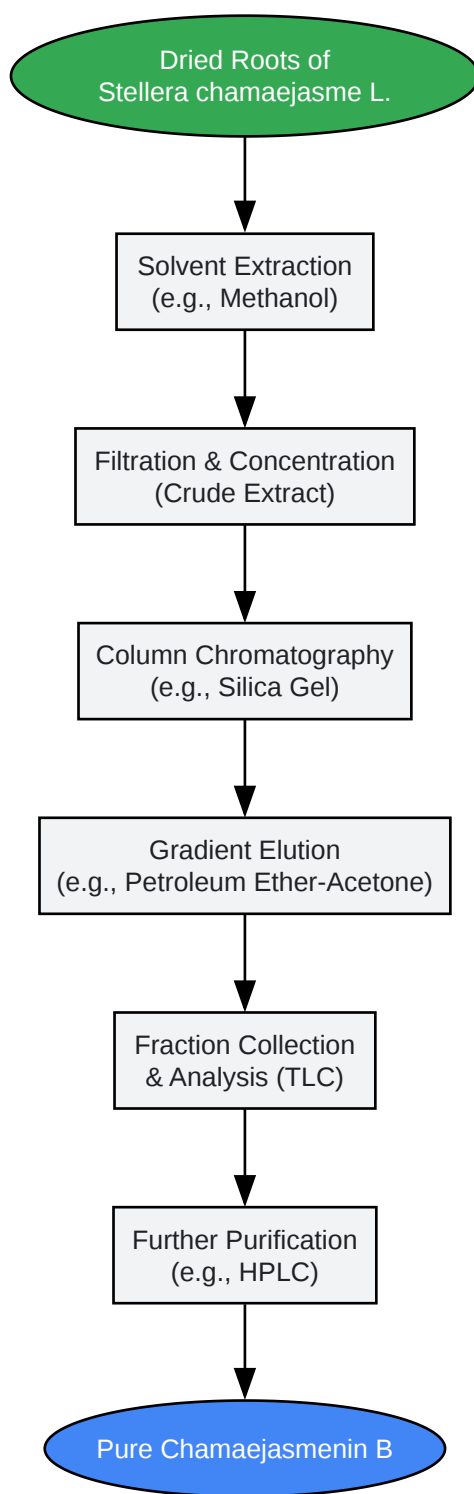 Dried Roots of
Stellera chamaejasme L.
Solvent Extraction
(e.g., Methanol)
Filtration & Concentration
(Crude Extract)
Column Chromatography
(e.g., Silica Gel)
Gradient Elution
(e.g., Petroleum Ether-Acetone)
Fraction Collection
& Analysis (TLC)
Further Purification
(e.g., HPLC)
Pure Chamaejasmenin B